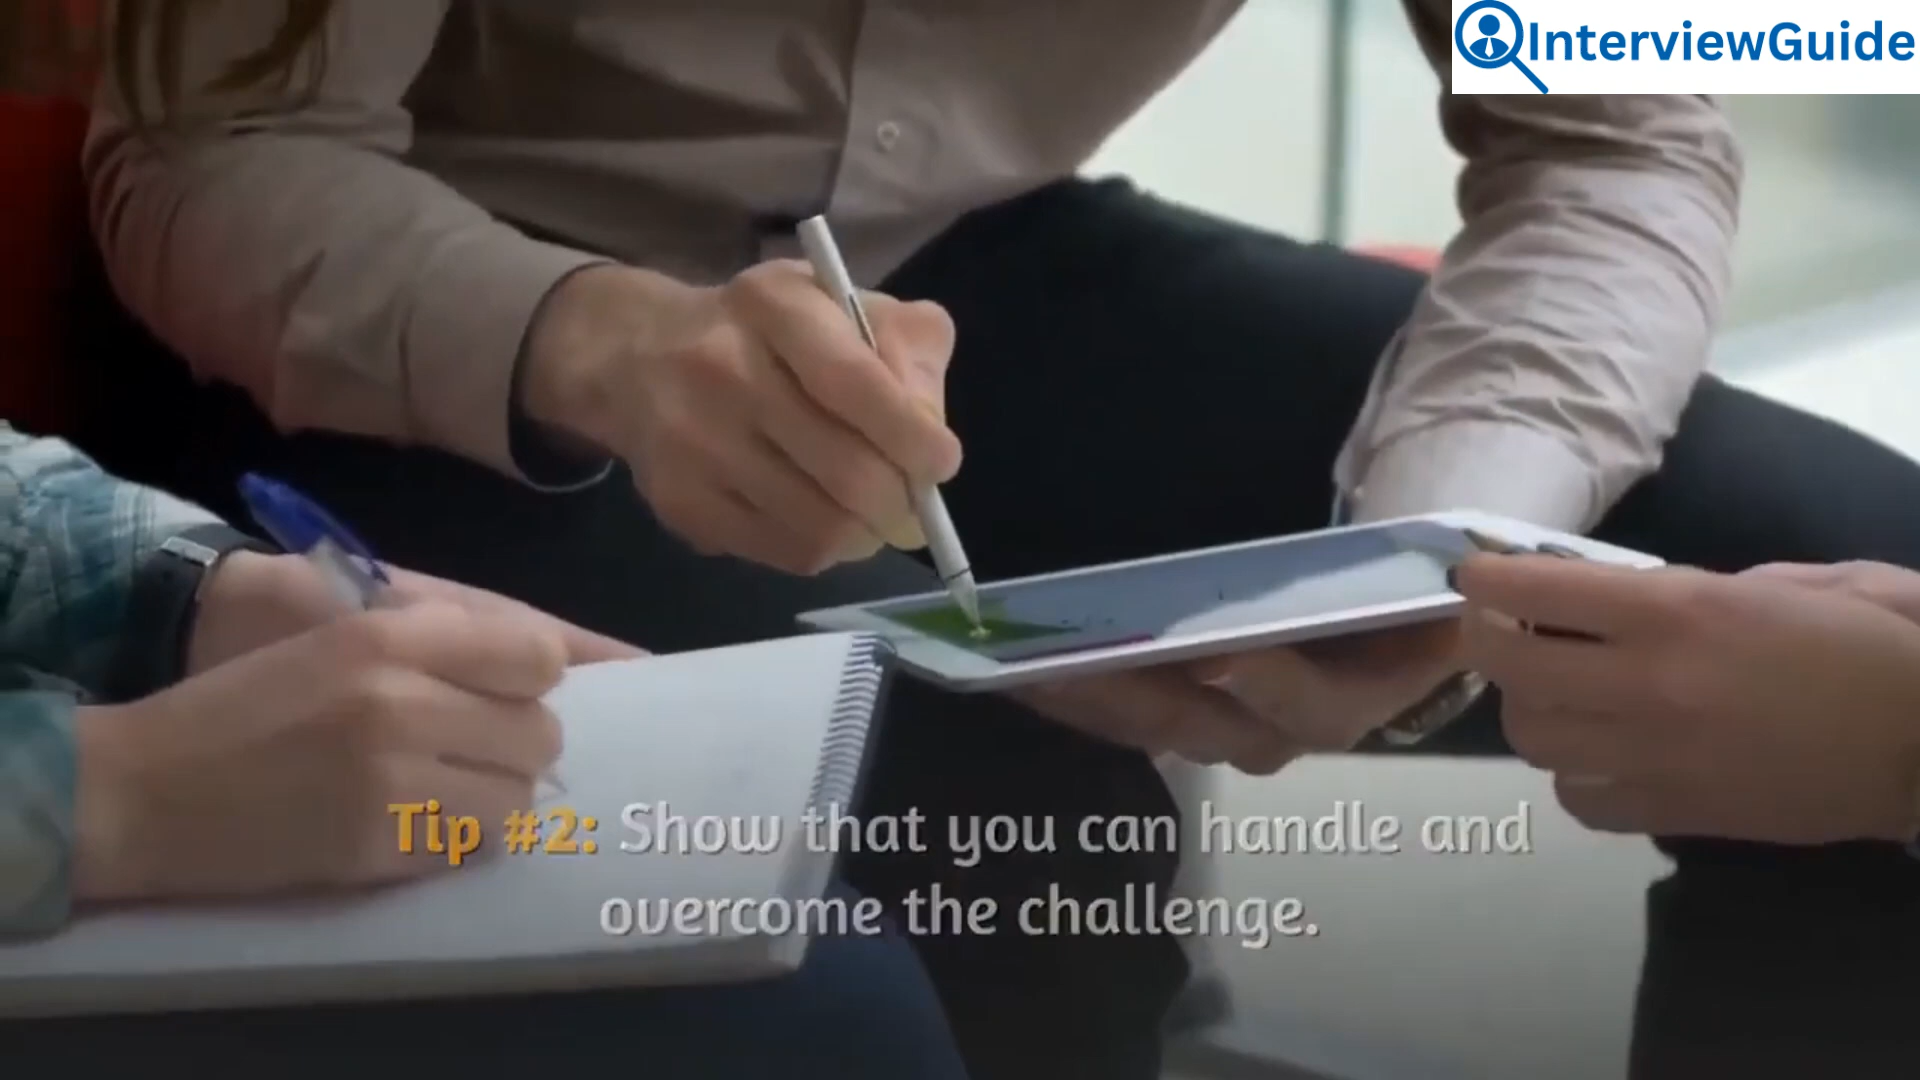 InterviewGuide
Tip #2: Show that you can handle and
overcome the challenge.